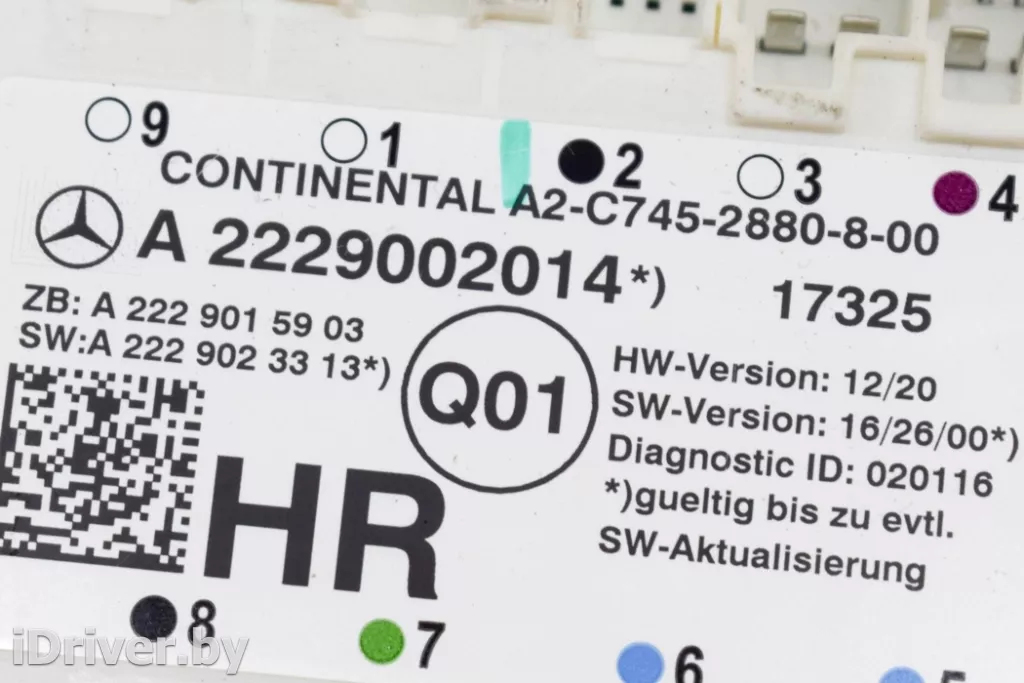 9 1 2 3 4
CONTINENTAL A2-C745-2880-8-00
A 2229002014*) 17325
ZB: A 222 901 59 03
SW:A 222 902 33 13*)
Q01
HW-Version: 12/20
SW-Version: 16/26/00*)
Diagnostic ID: 020116
*)gueltig bis zu evtl.
SW-Aktualisierung
HR
8 7 6
iDriver.by